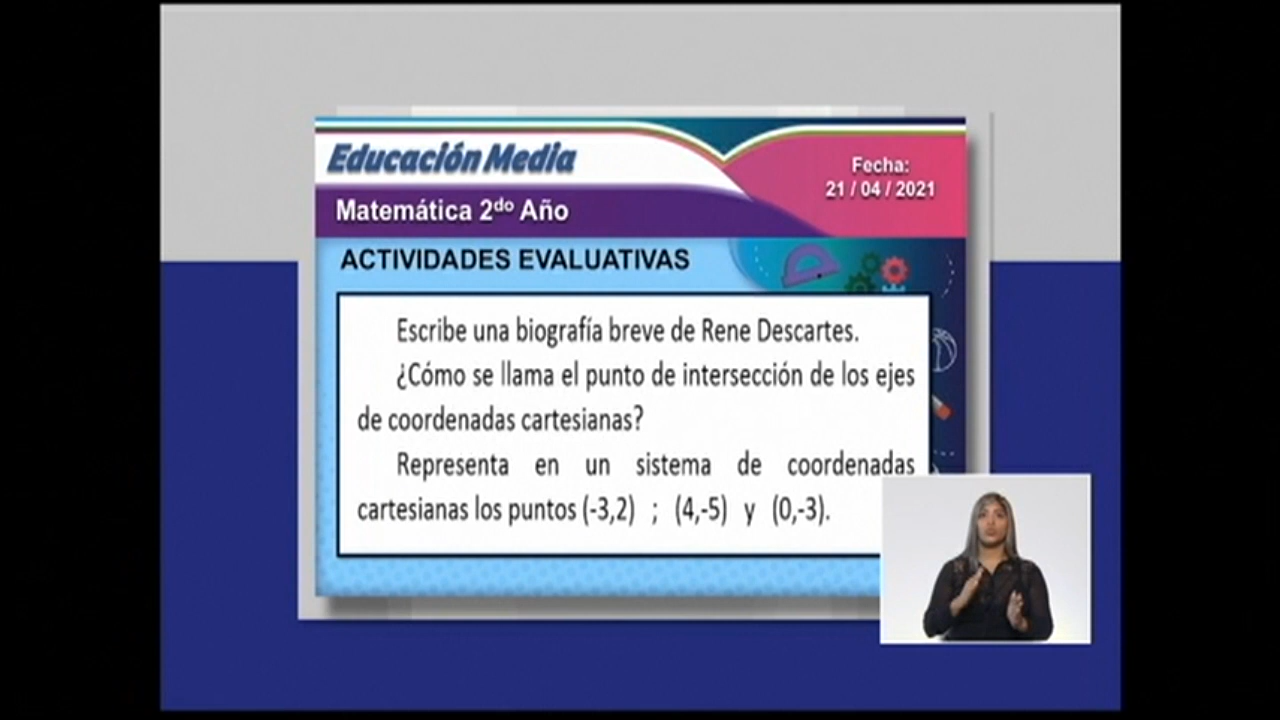 Educación Media
Fecha:
21 / 04 / 2021
Matemática 2do Año
ACTIVIDADES EVALUATIVAS
Escribe una biografía breve de Rene Descartes.
¿Cómo se llama el punto de intersección de los ejes
de coordenadas cartesianas?
Representa en un sistema de coordenadas
cartesianas los puntos (-3,2) ; (4,-5) y (0,-3).